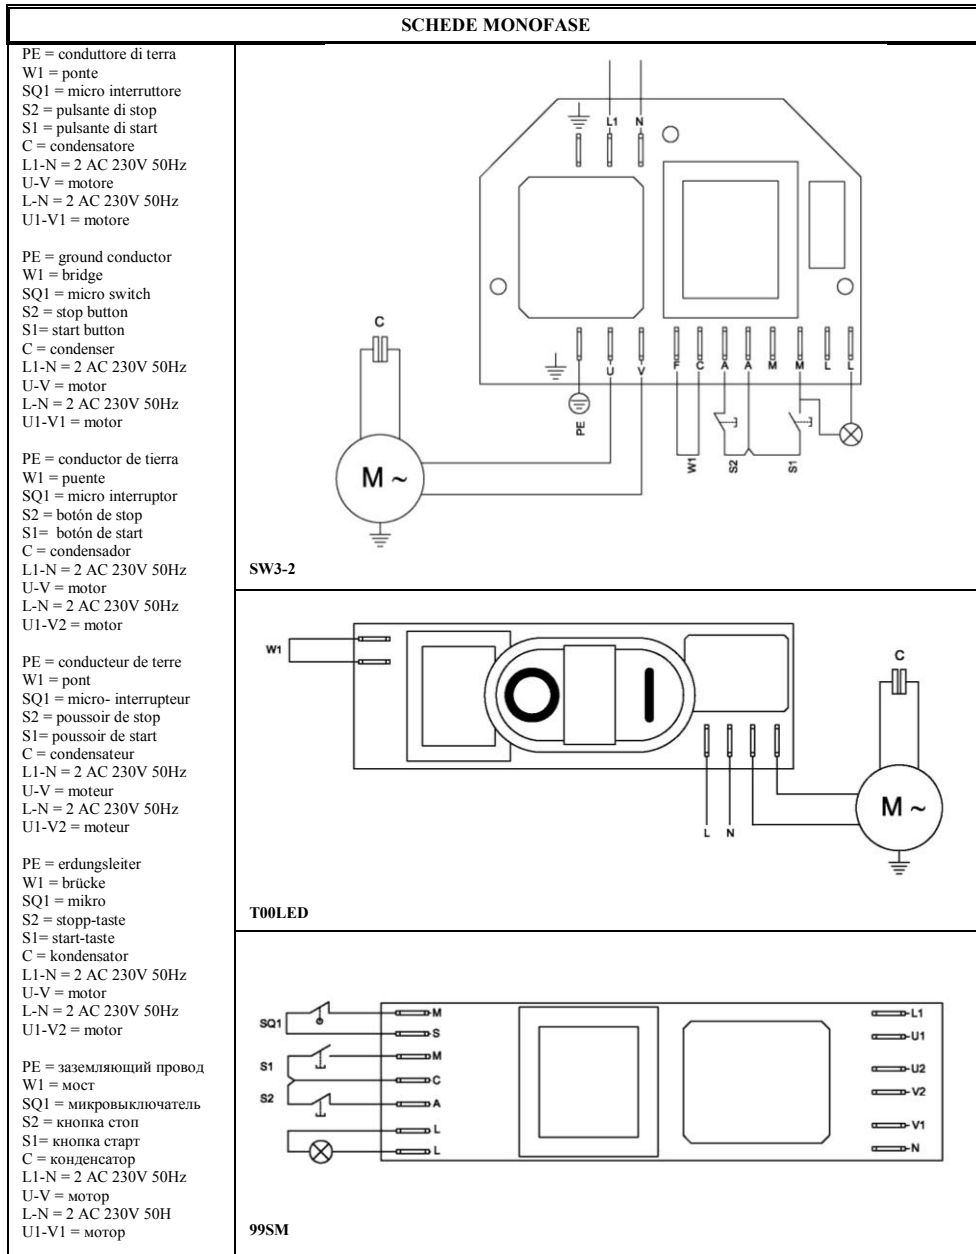 SCHEDE MONOFASE
PE = conduttore di terra
W1 = ponte
SQ1 = micro interruttore
S2 = pulsante di stop
S1 = pulsante di start
C = condensatore
L1-N = 2 AC 230V 50Hz
U-V = motore
L-N = 2 AC 230V 50Hz
U1-V1 = motore
PE = ground conductor
W1 = bridge
SQ1 = micro switch
S2 = stop button
S1= start button
C = condenser
L1-N = 2 AC 230V 50Hz
U-V = motor
L-N = 2 AC 230V 50Hz
U1-V1 = motor
PE = conductor de tierra
W1 = puente
SQ1 = micro interruptor
S2 = botón de stop
S1= botón de start
C = condensador
L1-N = 2 AC 230V 50Hz
U-V = motor
L-N = 2 AC 230V 50Hz
U1-V2 = motor
PE = conducteur de terre
W1 = pont
SQ1 = micro- interrupteur
S2 = poussoir de stop
S1= poussoir de start
C = condensateur
L1-N = 2 AC 230V 50Hz
U-V = moteur
L-N = 2 AC 230V 50Hz
U1-V2 = moteur
PE = erdungsleiter
W1 = brücke
SQ1 = mikro
S2 = stopp-taste
S1= start-taste
C = kondensator
L1-N = 2 AC 230V 50Hz
U-V = motor
L-N = 2 AC 230V 50Hz
U1-V2 = motor
PE = заземляющий провод
W1 = мост
SQ1 = микровыключатель
S2 = кнопка стоп
S1= кнопка старт
C = конденсатор
L1-N = 2 AC 230V 50Hz
U-V = мотор
L-N = 2 AC 230V 50H
U1-V1 = мотор
L1 N
C
U V F C A A M M L L
PE
W1 S2 S1
M ~
SW3-2
W1
C
M ~
L N
T00LED
SQ1
M
S
S1
M
C
S2
A
L
L
L1
U1
U2
V2
V1
N
99SM